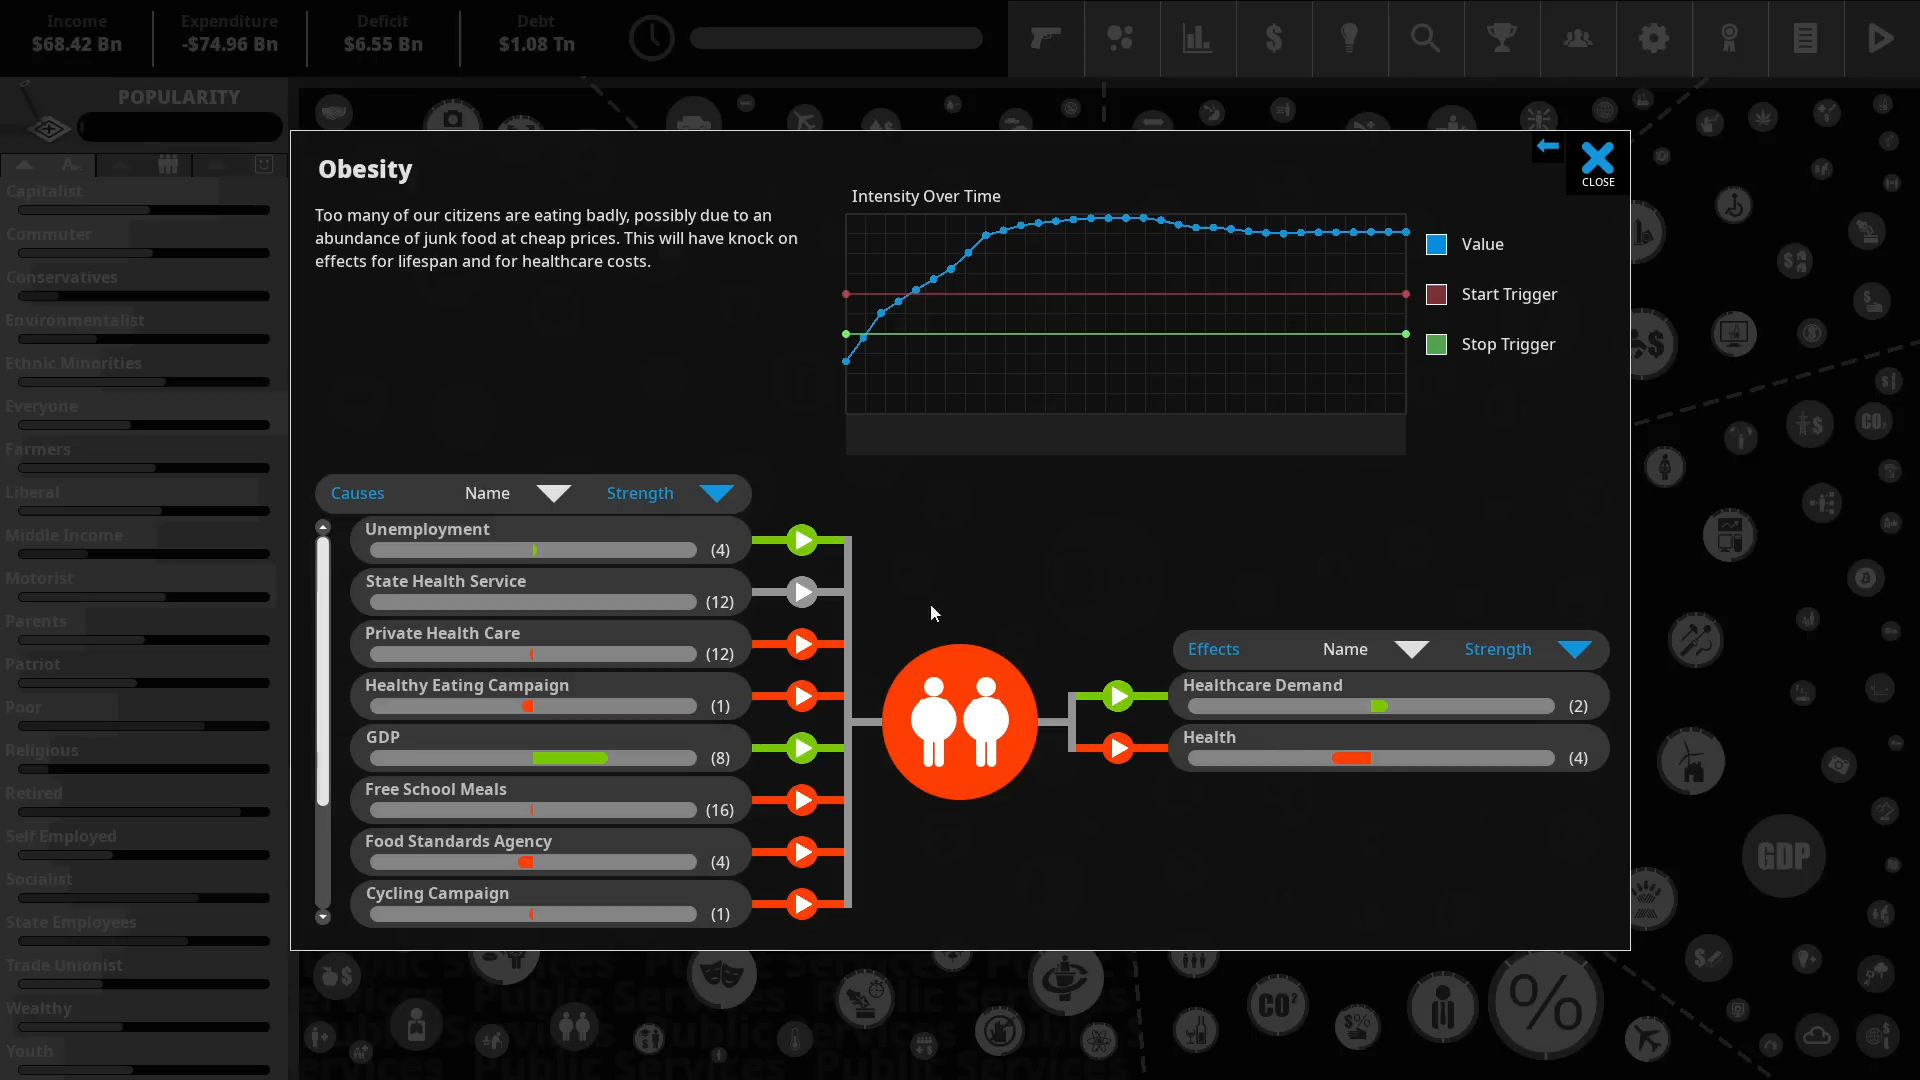 Income
$68.42 Bn
Expenditure
-$74.96 Bn
Deficit
$6.55 Bn
Debt
$1.08 Tn
POPULARITY
Capitalist
Commuter
Conservatives
Environmentalist
Ethnic Minorities
Everyone
Farmers
Liberal
Middle Income
Motorist
Parents
Patriot
Poor
Religious
Retired
Self Employed
Socialist
State Employees
Trade Unionist
Wealthy
Youth
Obesity
Too many of our citizens are eating badly, possibly due to an
abundance of junk food at cheap prices. This will have knock on
effects for lifespan and for healthcare costs.
Intensity Over Time
Value
Start Trigger
Stop Trigger
CLOSE
Causes Name Strength
Unemployment
(4)
State Health Service
(12)
Private Health Care
(12)
Healthy Eating Campaign
(1)
GDP
(8)
Free School Meals
(16)
Food Standards Agency
(4)
Cycling Campaign
(1)
Effects Name Strength
Healthcare Demand
(2)
Health
(4)
GDP
CO²
%
Public Services